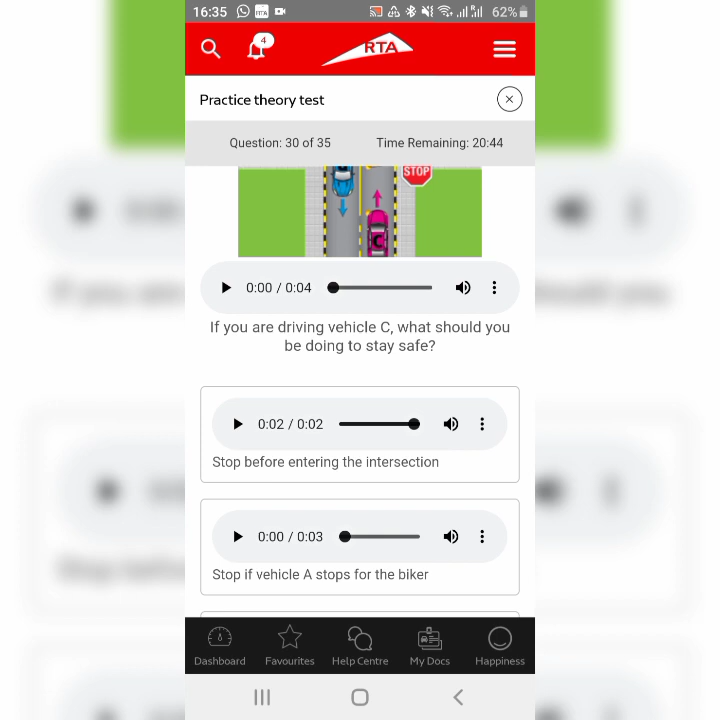 16:35
62%
4
RTA
Practice theory test
Question: 30 of 35
Time Remaining: 20:44
STOP
C
0:00 / 0:04
If you are driving vehicle C, what should you
be doing to stay safe?
0:02 / 0:02
Stop before entering the intersection
0:00 / 0:03
Stop if vehicle A stops for the biker
Dashboard
Favourites
Help Centre
My Docs
Happiness